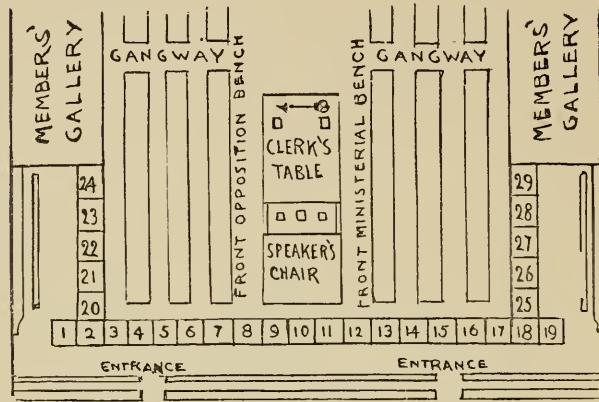 MEMBERS'
GALLERY
GANGWAY
FRONT OPPOSITION BENCH
CLERK'S
TABLE
SPEAKER'S
CHAIR
FRONT MINISTERIAL BENCH
GANGWAY
MEMBERS'
GALLERY
24
23
22
21
20
29
28
27
26
25
1 2 3 4 5 6 7 8 9 10 11 12 13 14 15 16 17 18 19
ENTRANCE
ENTRANCE